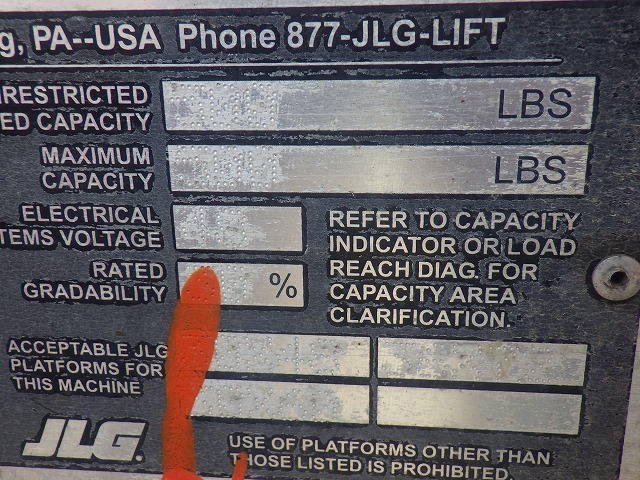 g, PA--USA Phone 877-JLG-LIFT
RESTRICTED
ED CAPACITY
LBS
MAXIMUM
CAPACITY
LBS
ELECTRICAL
TEMS VOLTAGE
RATED
GRADABILITY
%
REFER TO CAPACITY
INDICATOR OR LOAD
REACH DIAG. FOR
CAPACITY AREA
CLARIFICATION.
ACCEPTABLE JLG
PLATFORMS FOR
THIS MACHINE
JLG.
USE OF PLATFORMS OTHER THAN
THOSE LISTED IS PROHIBITED.